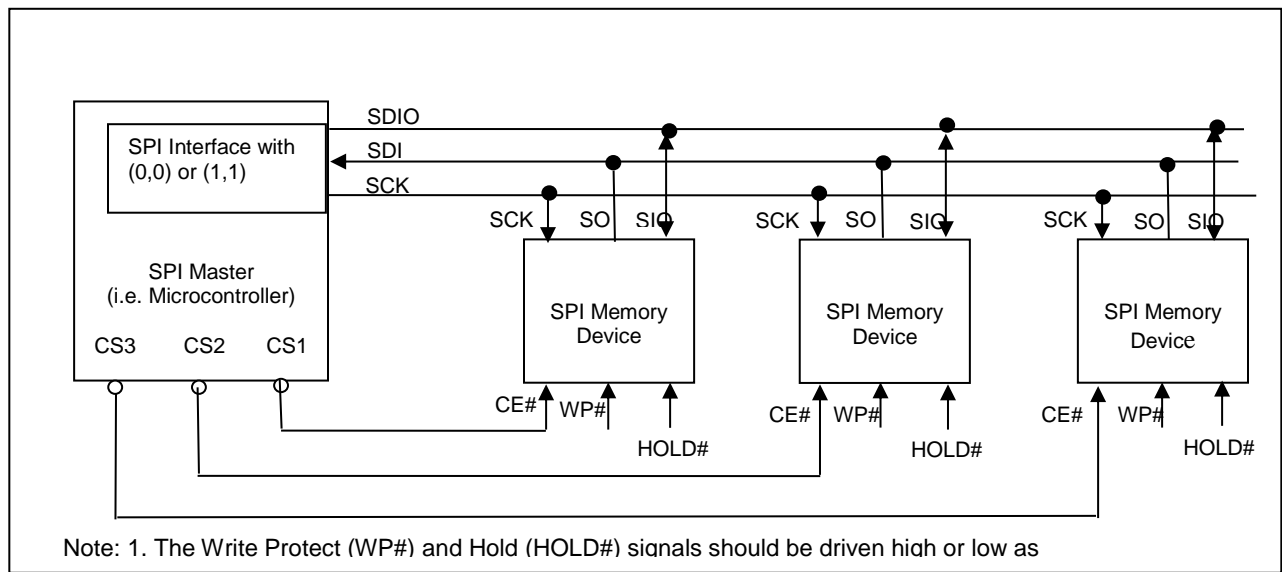 SDIO
SPI Interface with
(0,0) or (1,1)
SDI
SCK
SCK SO SIO SCK SO SIO SCK SO SIO
SPI Master
(i.e. Microcontroller)
SPI Memory
Device
SPI Memory
Device
SPI Memory
Device
CS3 CS2 CS1
CE# WP# HOLD#
CE# WP# HOLD#
CE# WP# HOLD#
Note: 1. The Write Protect (WP#) and Hold (HOLD#) signals should be driven high or low as